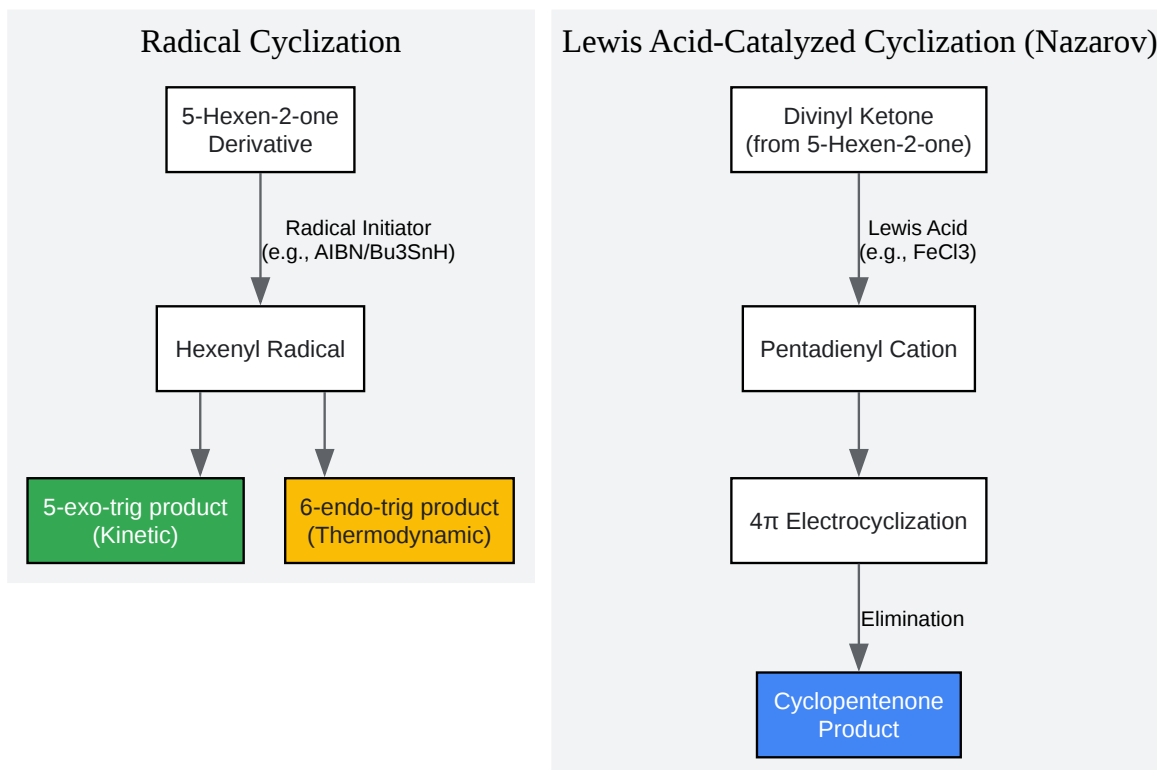 Radical Cyclization
5-Hexen-2-one
Derivative
Radical Initiator
(e.g., AIBN/Bu3SnH)
Hexenyl Radical
5-exo-trig product
(Kinetic)
6-endo-trig product
(Thermodynamic)
Lewis Acid-Catalyzed Cyclization (Nazarov)
Divinyl Ketone
(from 5-Hexen-2-one)
Lewis Acid
(e.g., FeCl3)
Pentadienyl Cation
4π Electrocyclization
Elimination
Cyclopentenone
Product